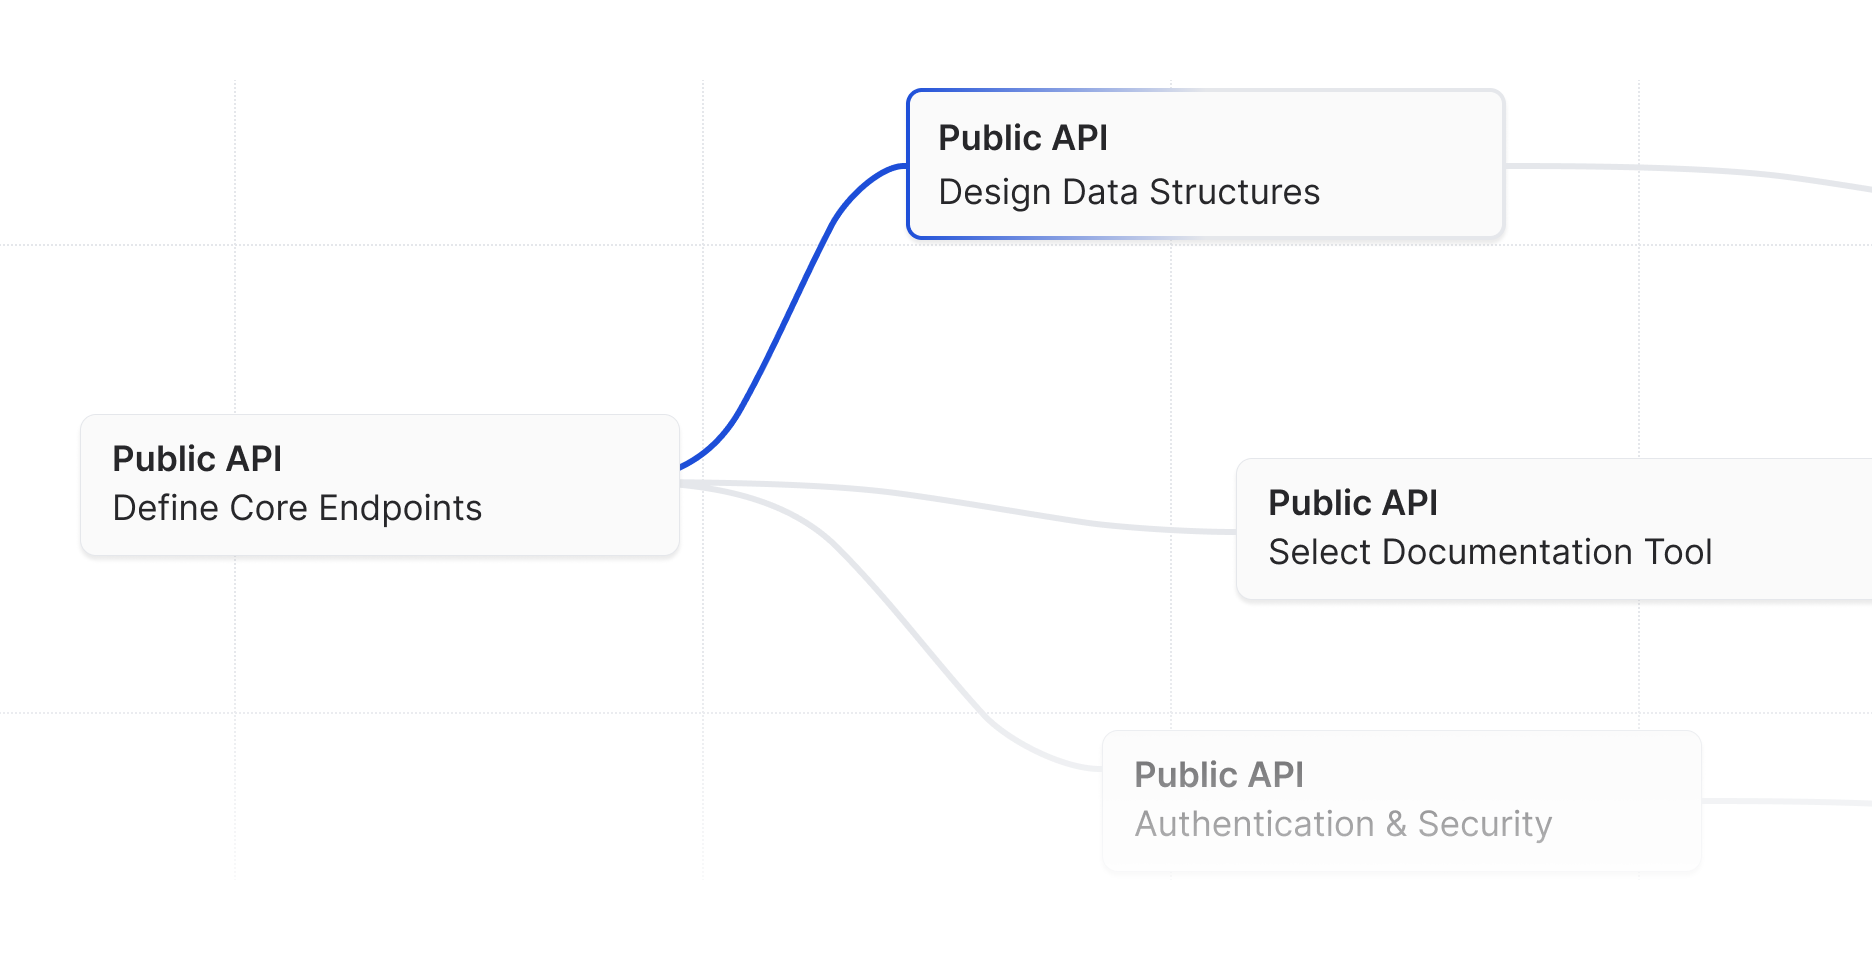 Public API
Design Data Structures
Public API
Define Core Endpoints
Public API
Select Documentation Tool
Public API
Authentication & Security